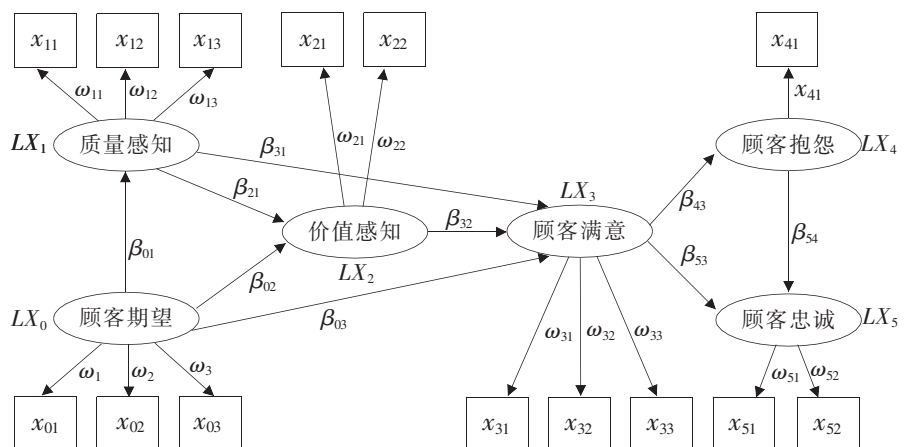 x11 x12 x13 x21 x22 x41
ω11 ω12 ω13 ω21 ω22 x41
LX1 质量感知 β31 顾客抱怨 LX4
β21 LX3 β43
β01 价值感知 β32 顾客满意 β54
β02 LX2 β53
LX0 顾客期望 β03 顾客忠诚 LX5
ω1 ω2 ω3 ω31 ω32 ω33 ω51 ω52
x01 x02 x03 x31 x32 x33 x51 x52